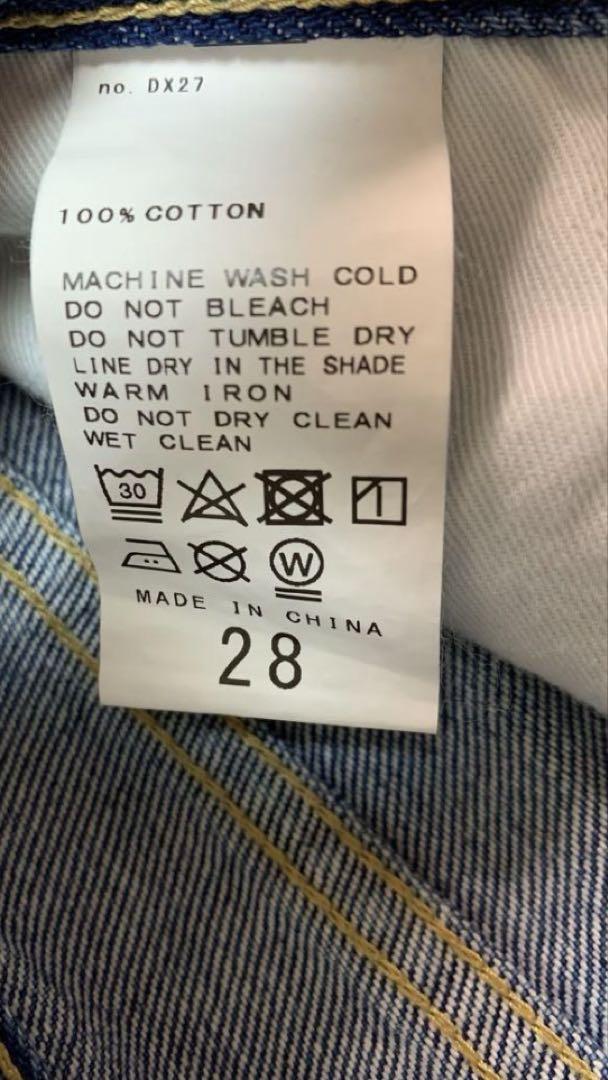 no. DX27
100% COTTON
MACHINE WASH COLD
DO NOT BLEACH
DO NOT TUMBLE DRY
LINE DRY IN THE SHADE
WARM IRON
DO NOT DRY CLEAN
WET CLEAN
30
W
MADE IN CHINA
28